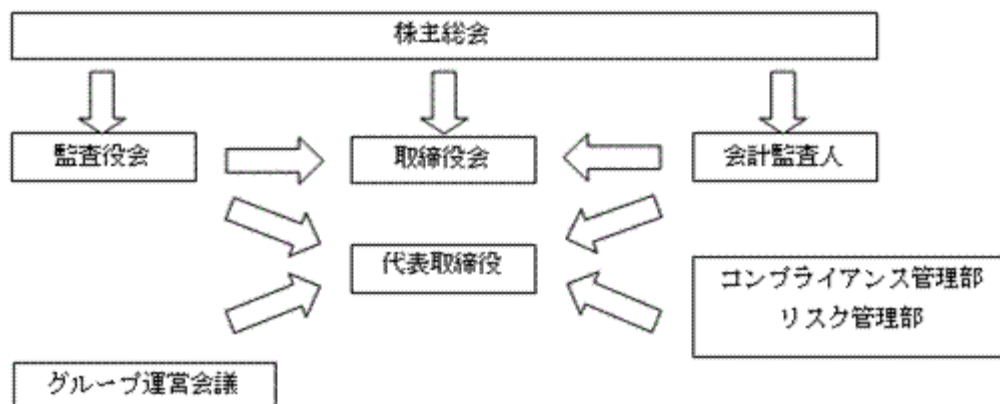 株主総会
監査役会
取締役会
会計監査人
代表取締役
コンプライアンス管理部
リスク管理部
グループ運営会議